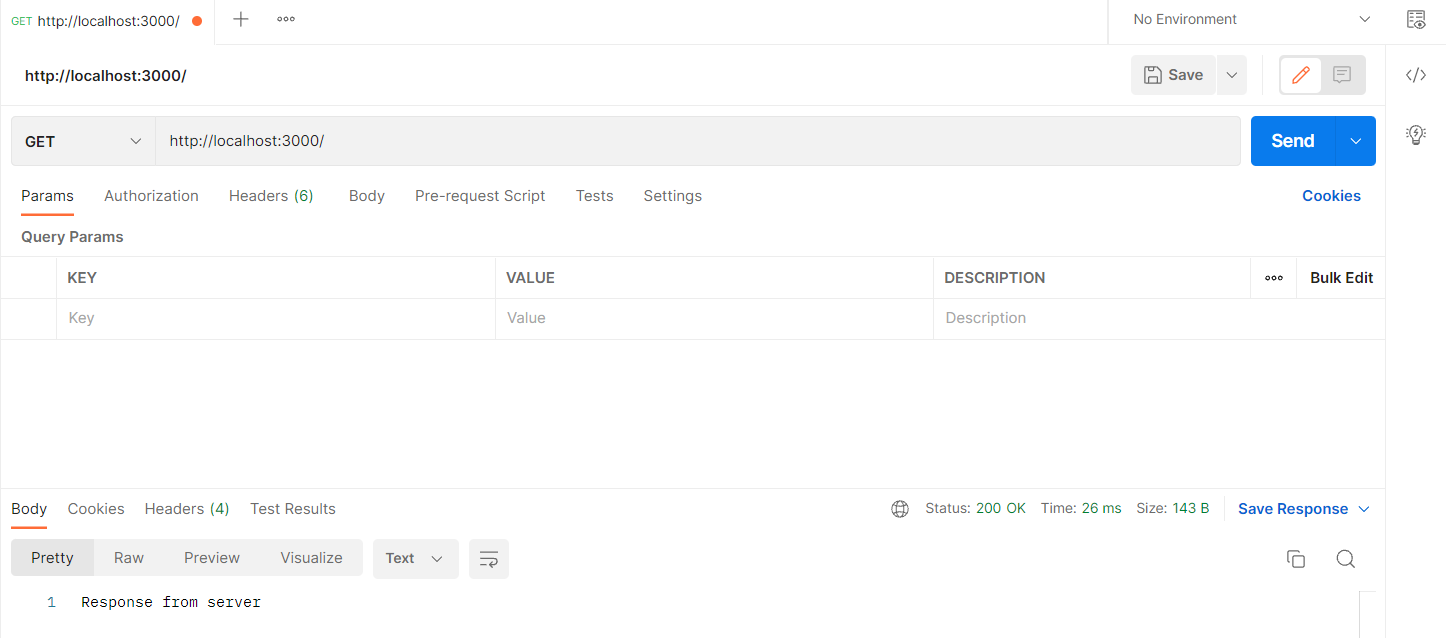 GET http://localhost:3000/
No Environment
http://localhost:3000/
Save
GET http://localhost:3000/ Send
Params Authorization Headers (6) Body Pre-request Script Tests Settings Cookies
Query Params
KEY VALUE DESCRIPTION Bulk Edit
Key Value Description
Body Cookies Headers (4) Test Results Status: 200 OK Time: 26 ms Size: 143 B Save Response
Pretty Raw Preview Visualize Text
1 Response from server